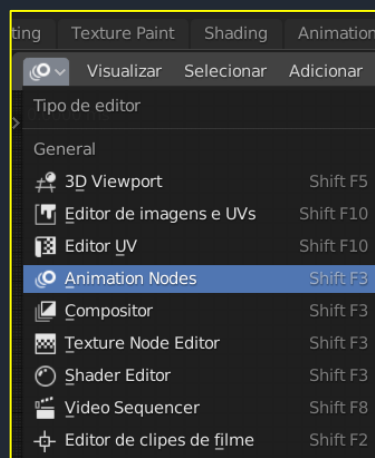 ting Texture Paint Shading Animation
Visualizar Selecionar Adicionar
Tipo de editor
General
3D Viewport Shift F5
Editor de imagens e UVs Shift F10
Editor UV Shift F10
Animation Nodes Shift F3
Compositor Shift F3
Texture Node Editor Shift F3
Shader Editor Shift F3
Video Sequencer Shift F8
Editor de clipes de filme Shift F2